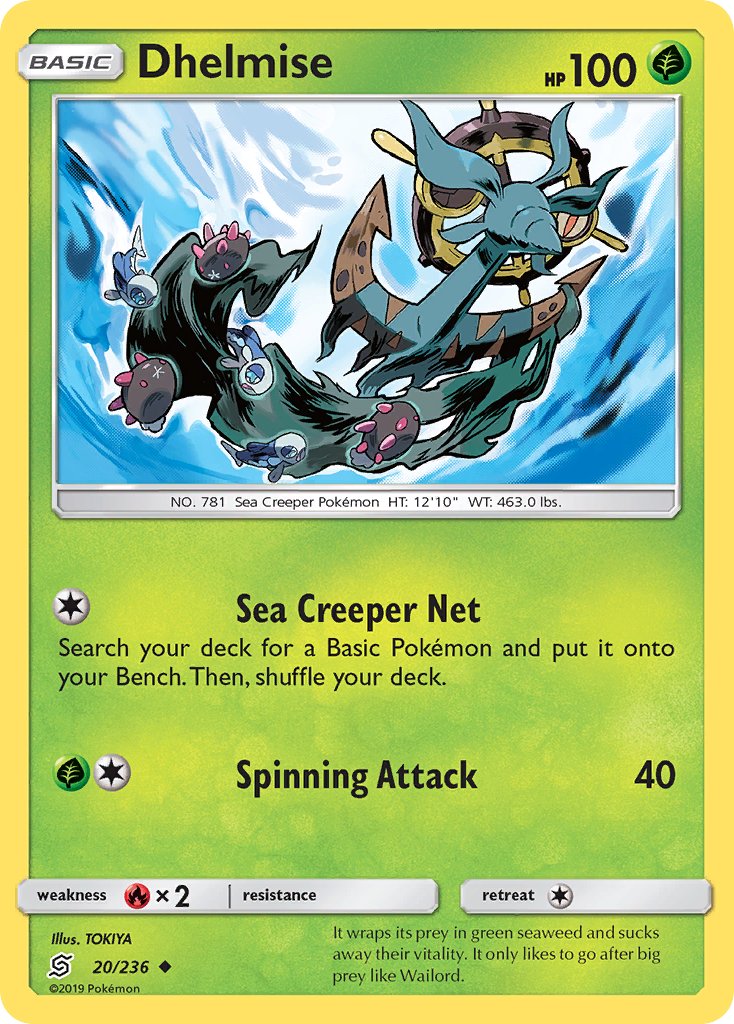 BASIC Dhelmise HP 100
NO. 781 Sea Creeper Pokémon HT: 12'10" WT: 463.0 lbs.
Sea Creeper Net
Search your deck for a Basic Pokémon and put it onto
your Bench. Then, shuffle your deck.
Spinning Attack 40
weakness × 2 resistance retreat
Illus. TOKIYA
20/236
©2019 Pokémon
It wraps its prey in green seaweed and sucks
away their vitality. It only likes to go after big
prey like Wailord.